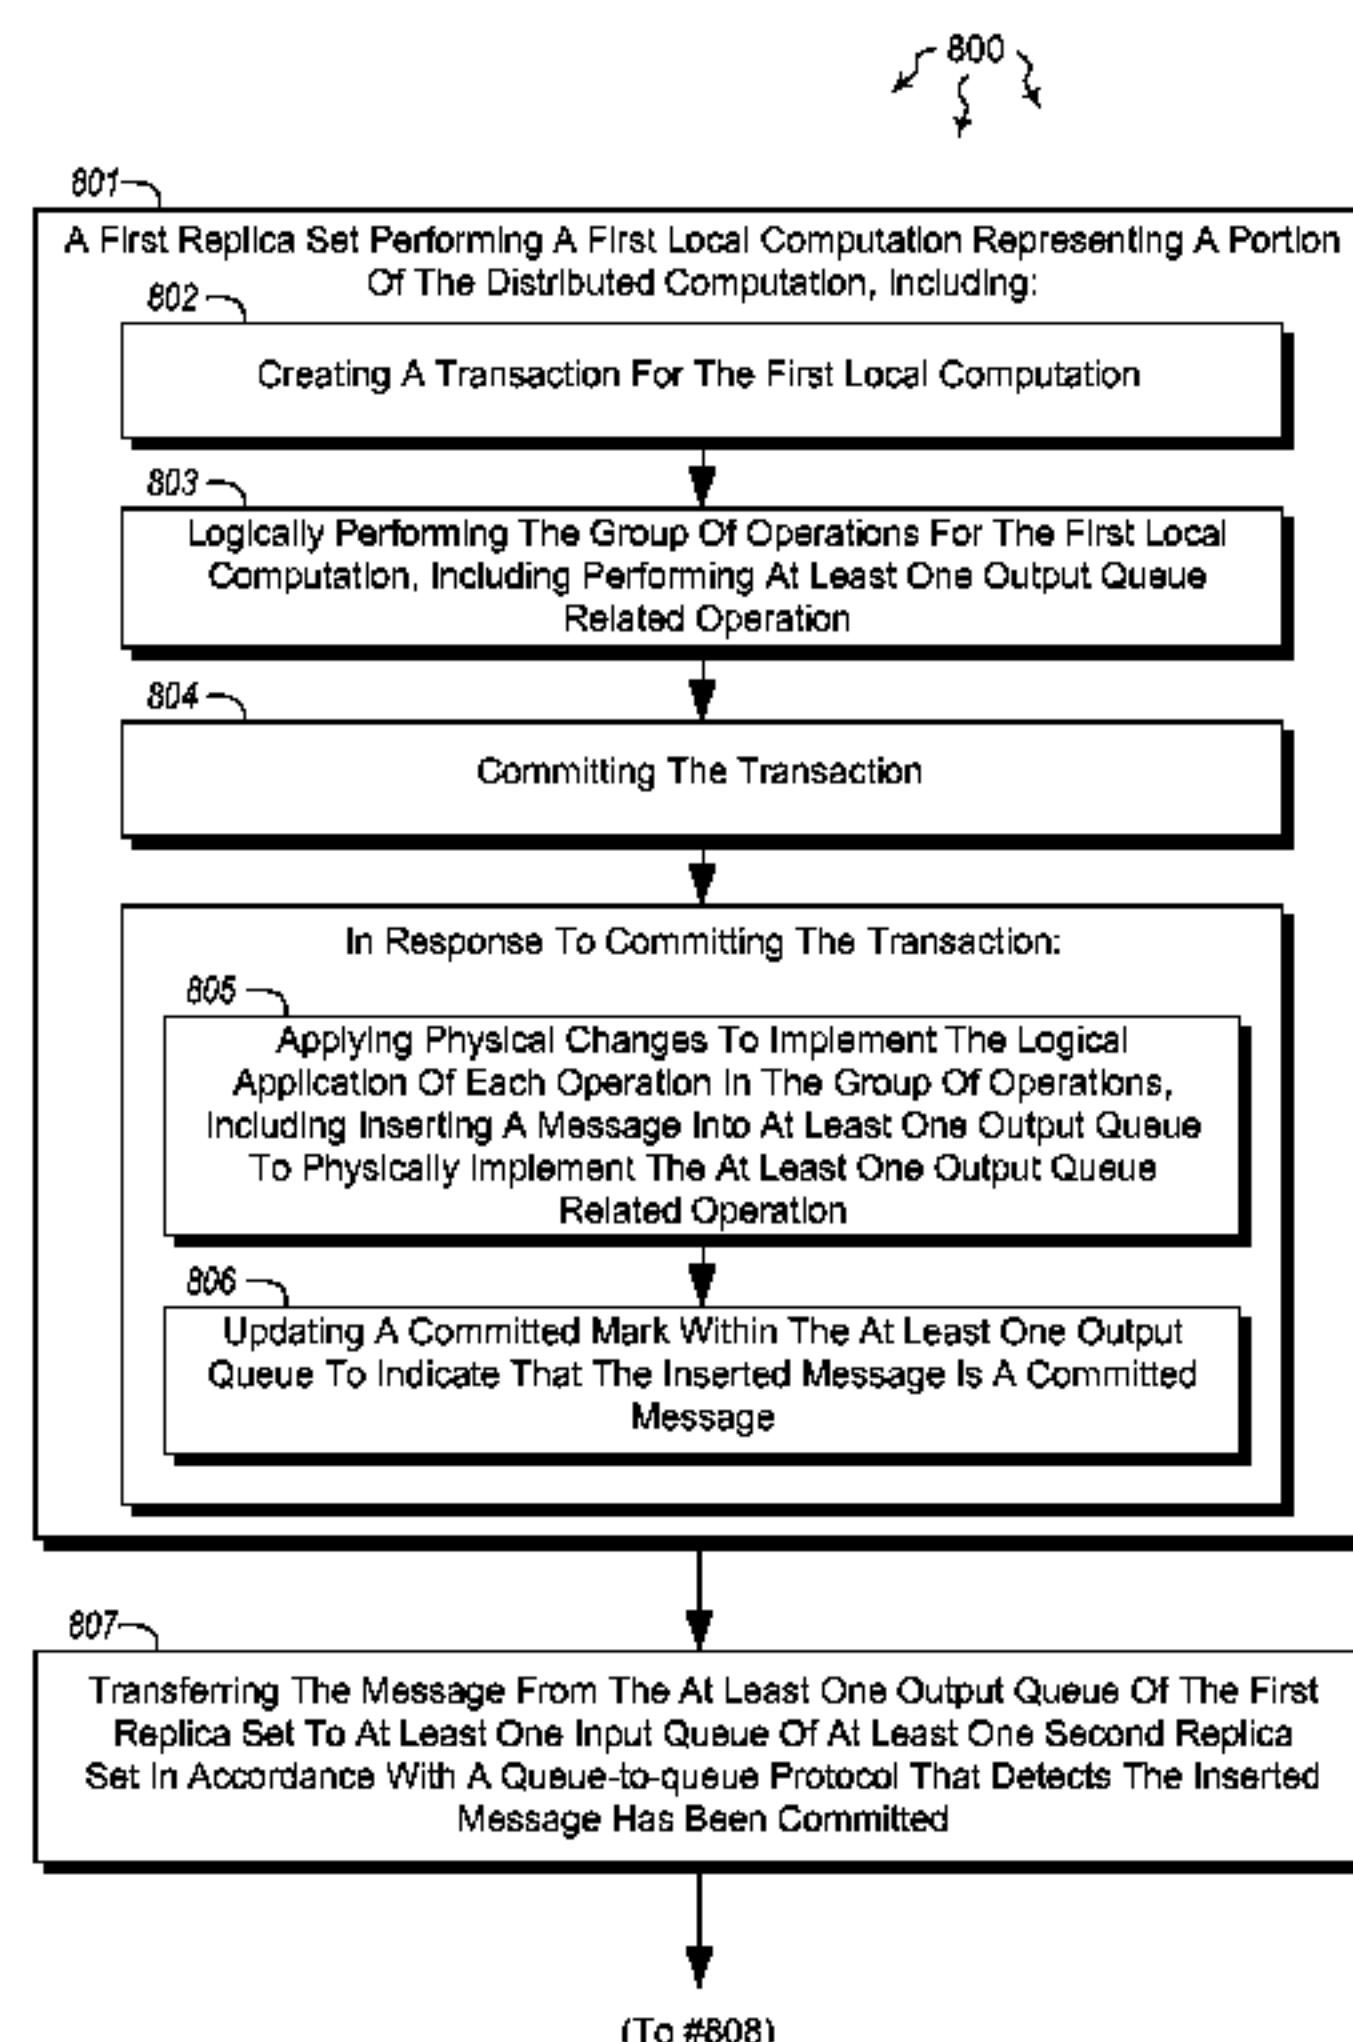 800
801
A First Replica Set Performing A First Local Computation Representing A Portion
Of The Distributed Computation, Including:
802
Creating A Transaction For The First Local Computation
803
Logically Performing The Group Of Operations For The First Local
Computation, Including Performing At Least One Output Queue
Related Operation
804
Committing The Transaction
In Response To Committing The Transaction:
805
Applying Physical Changes To Implement The Logical
Application Of Each Operation In The Group Of Operations,
Including Inserting A Message Into At Least One Output Queue
To Physically Implement The At Least One Output Queue
Related Operation
806
Updating A Committed Mark Within The At Least One Output
Queue To Indicate That The Inserted Message Is A Committed
Message
807
Transferring The Message From The At Least One Output Queue Of The First
Replica Set To At Least One Input Queue Of At Least One Second Replica
Set In Accordance With A Queue-to-queue Protocol That Detects The Inserted
Message Has Been Committed
(To #808)